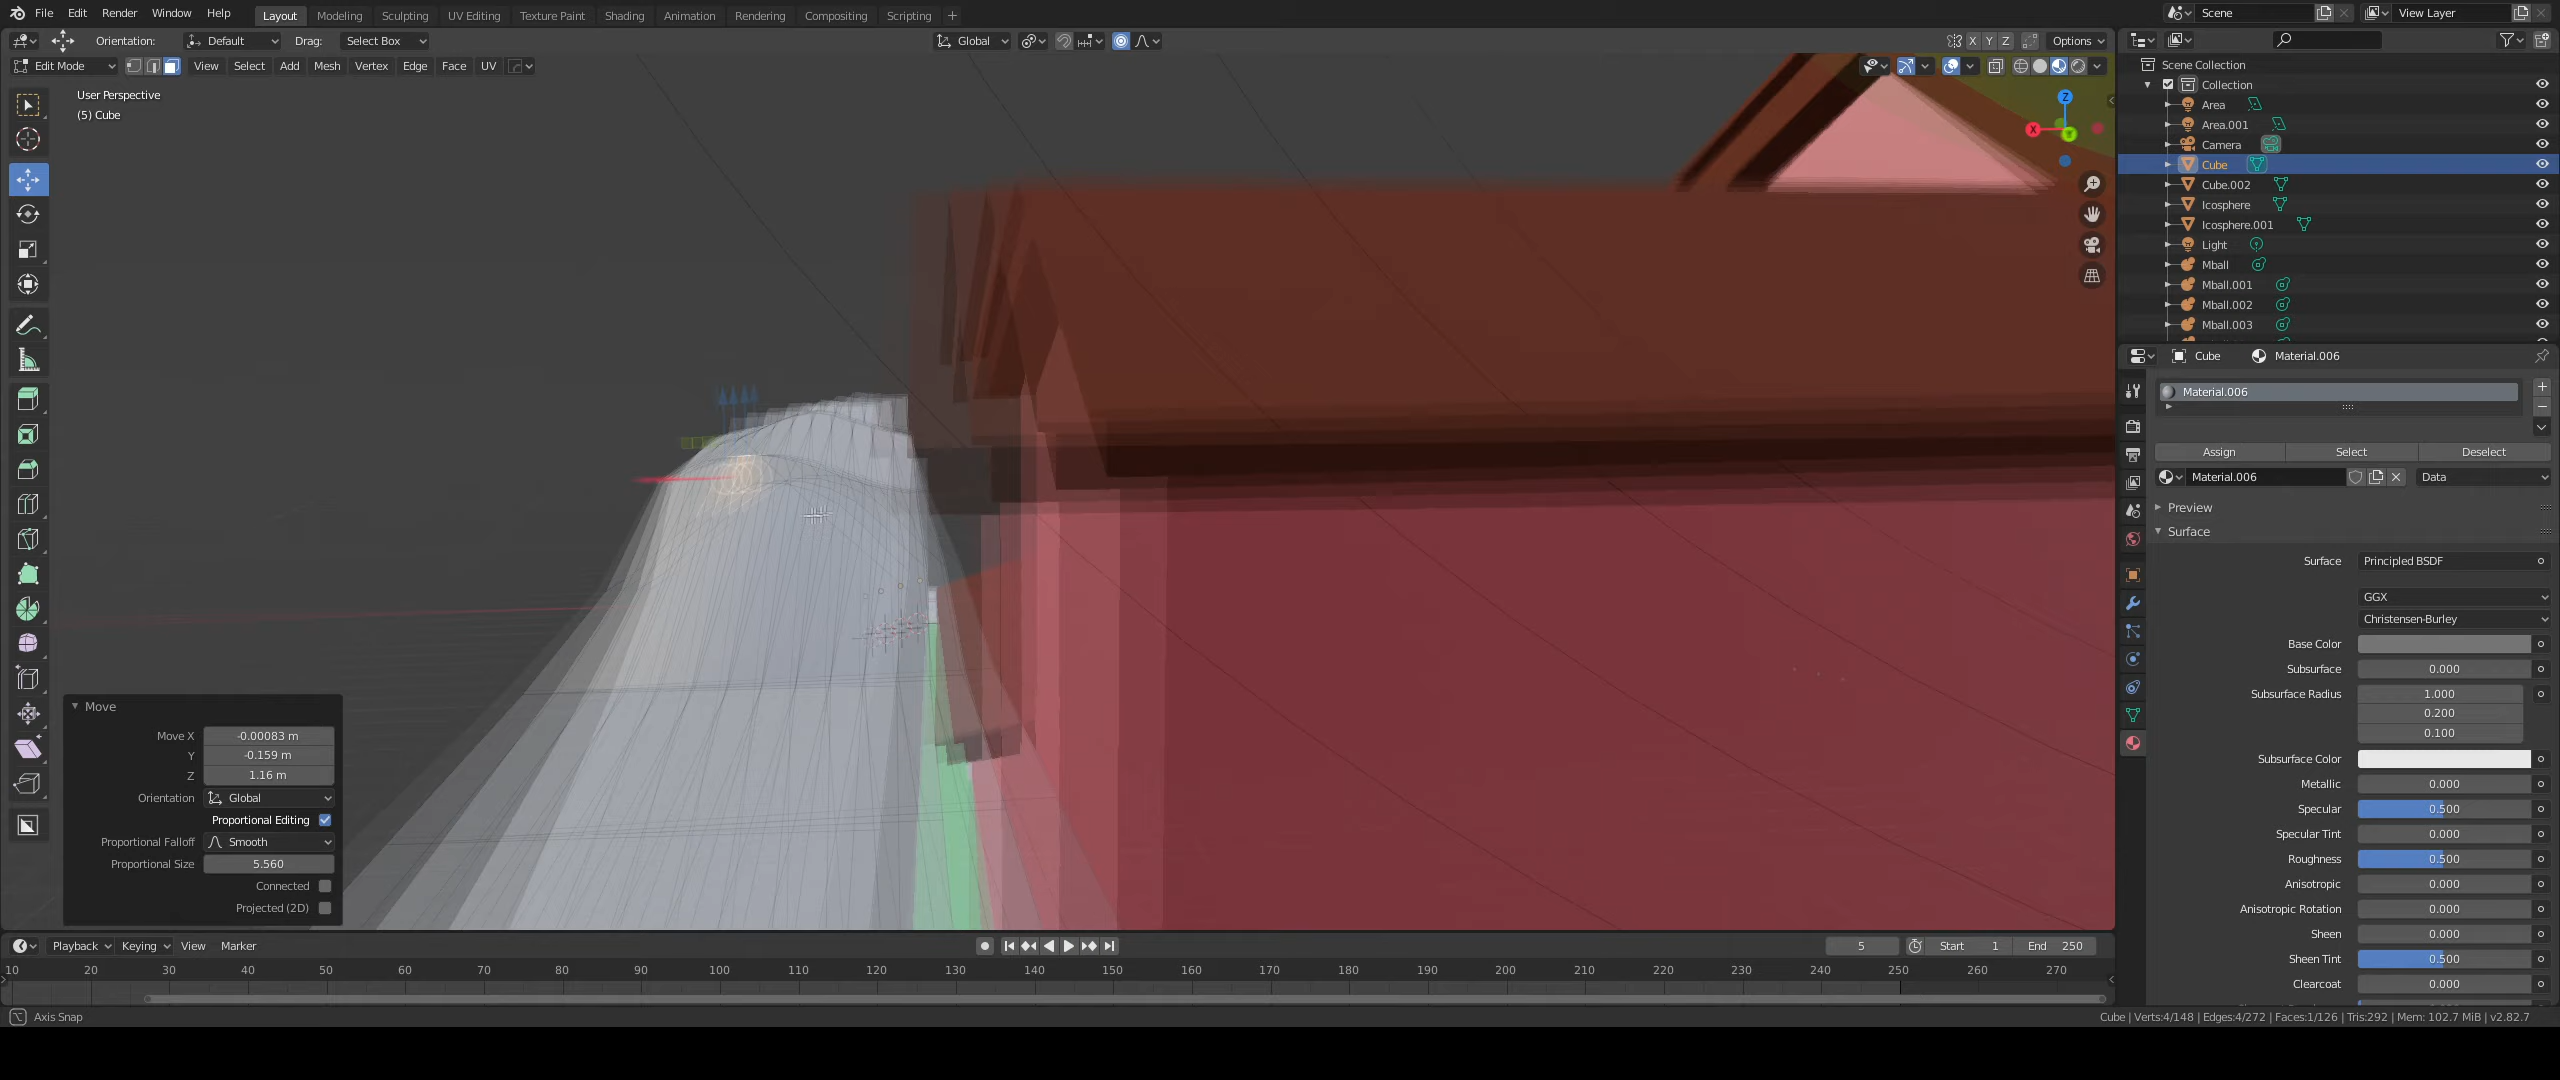 File Edit Render Window Help Layout Modeling Sculpting UV Editing Texture Paint Shading Animation Rendering Compositing Scripting + Scene View Layer
Orientation: Default Drag: Select Box Global X Y Z Options
Edit Mode View Select Add Mesh Vertex Edge Face UV
User Perspective
(5) Cube
Z
X
Scene Collection
Collection
Area
Area.001
Camera
Cube
Cube.002
Icosphere
Icosphere.001
Light
Mball
Mball.001
Mball.002
Mball.003
Cube Material.006
Material.006
Assign Select Deselect
Material.006 Data
Preview
Surface
Surface Principled BSDF
GGX
Christensen-Burley
Base Color
Subsurface 0.000
Subsurface Radius 1.000
0.200
0.100
Subsurface Color
Metallic 0.000
Specular 0.500
Specular Tint 0.000
Roughness 0.500
Anisotropic 0.000
Anisotropic Rotation 0.000
Sheen 0.000
Sheen Tint 0.500
Clearcoat 0.000
Move
Move X -0.00083 m
Y -0.159 m
Z 1.16 m
Orientation Global
Proportional Editing
Proportional Falloff Smooth
Proportional Size 5.560
Connected
Projected (2D)
Playback Keying View Marker 5 Start 1 End 250
10 20 30 40 50 60 70 80 90 100 110 120 130 140 150 160 170 180 190 200 210 220 230 240 250 260 270
Axis Snap
Cube | Verts:4/148 | Edges:4/272 | Faces:1/126 | Tris:292 | Mem: 102.7 MiB | v2.82.7